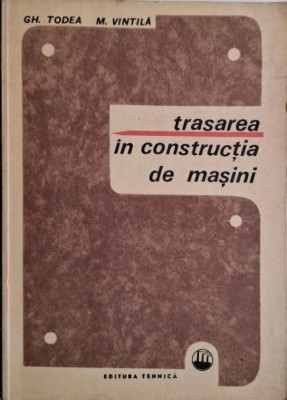 GH. TODEA M. VINTILĂ
trasarea
în construcția
de mașini
EDITURA TEHNICĂ